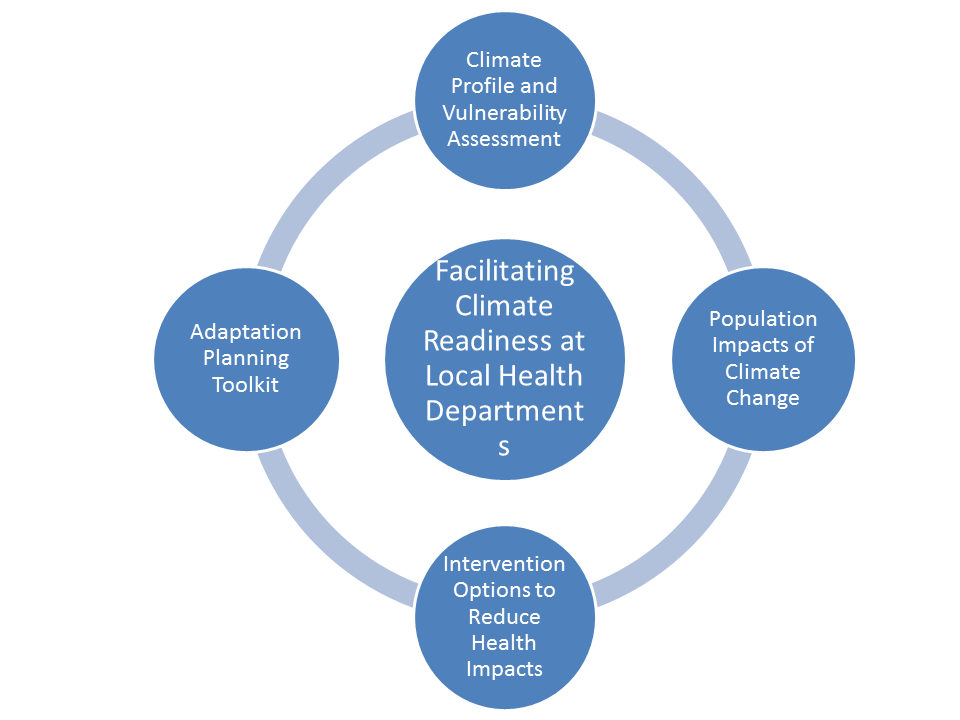 Climate
Profile and
Vulnerability
Assessment
Facilitating
Climate
Readiness at
Local Health
Department
s
Adaptation
Planning
Toolkit
Population
Impacts of
Climate
Change
Intervention
Options to
Reduce
Health
Impacts